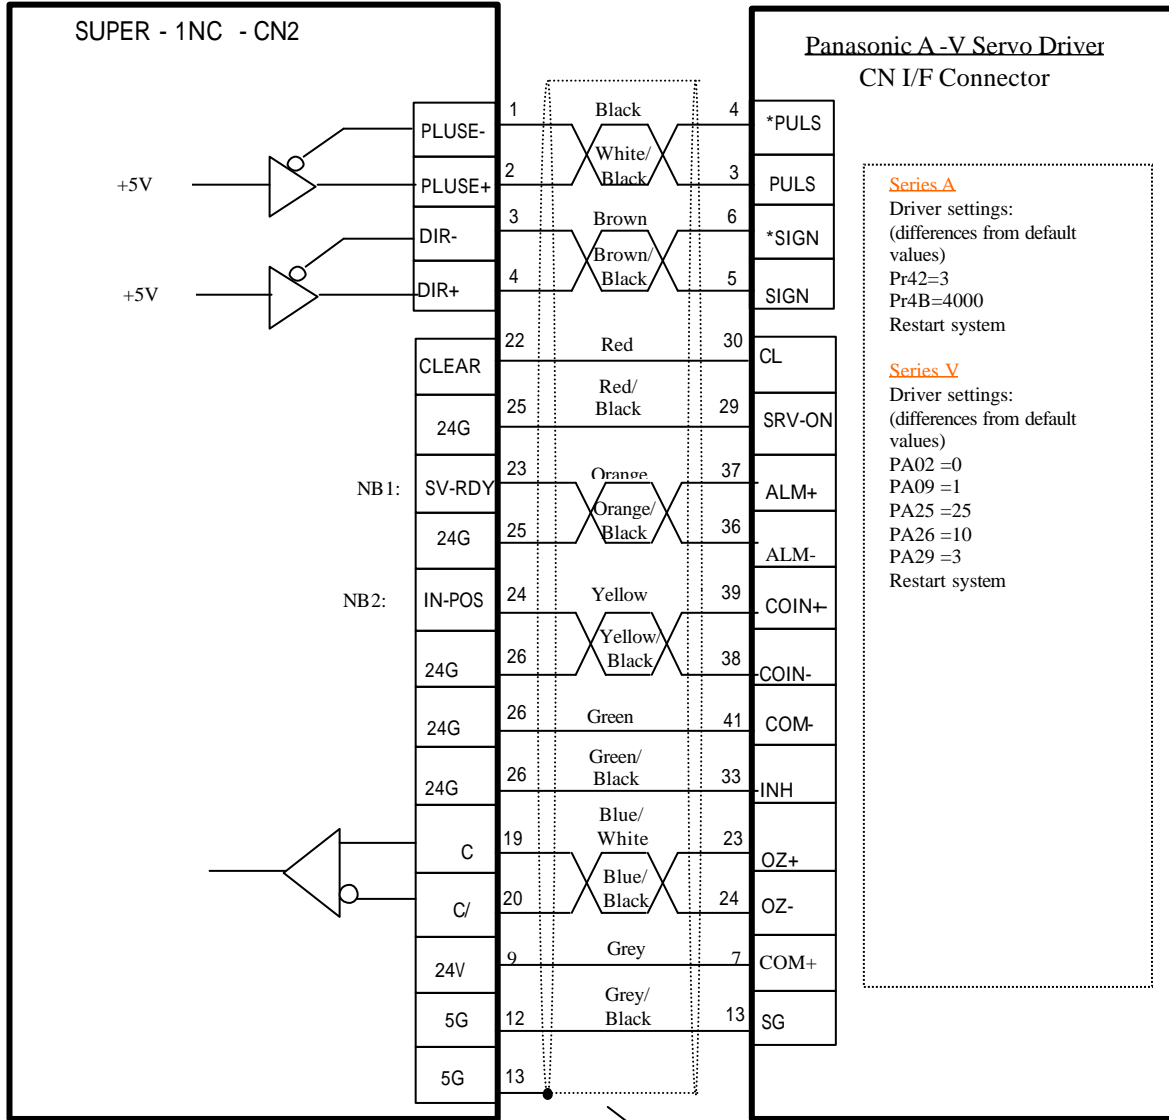 SUPER - 1NC - CN2
Panasonic A -V Servo Driver
CN I/F Connector
PLUSE- 1 Black 4 *PULS
+5V PLUSE+ 2 White/
Black 3 PULS
DIR- 3 Brown 6 *SIGN
+5V DIR+ 4 Brown/
Black 5 SIGN
CLEAR 22 Red 30 CL
24G 25 Red/
Black 29 SRV-ON
NB1: SV-RDY 23 Orange 37 ALM+
24G 25 Orange/
Black 36 ALM-
NB2: IN-POS 24 Yellow 39 COIN+
24G 26 Yellow/
Black 38 COIN-
24G 26 Green 41 COM-
24G 26 Green/
Black 33 INH
C 19 Blue/
White 23 OZ+
C/ 20 Blue/
Black 24 OZ-
24V 9 Grey 7 COM+
5G 12 Grey/
Black 13 SG
5G 13
Series A
Driver settings:
(differences from default
values)
Pr42=3
Pr4B=4000
Restart system
Series V
Driver settings:
(differences from default
values)
PA02 =0
PA09 =1
PA25 =25
PA26 =10
PA29 =3
Restart system